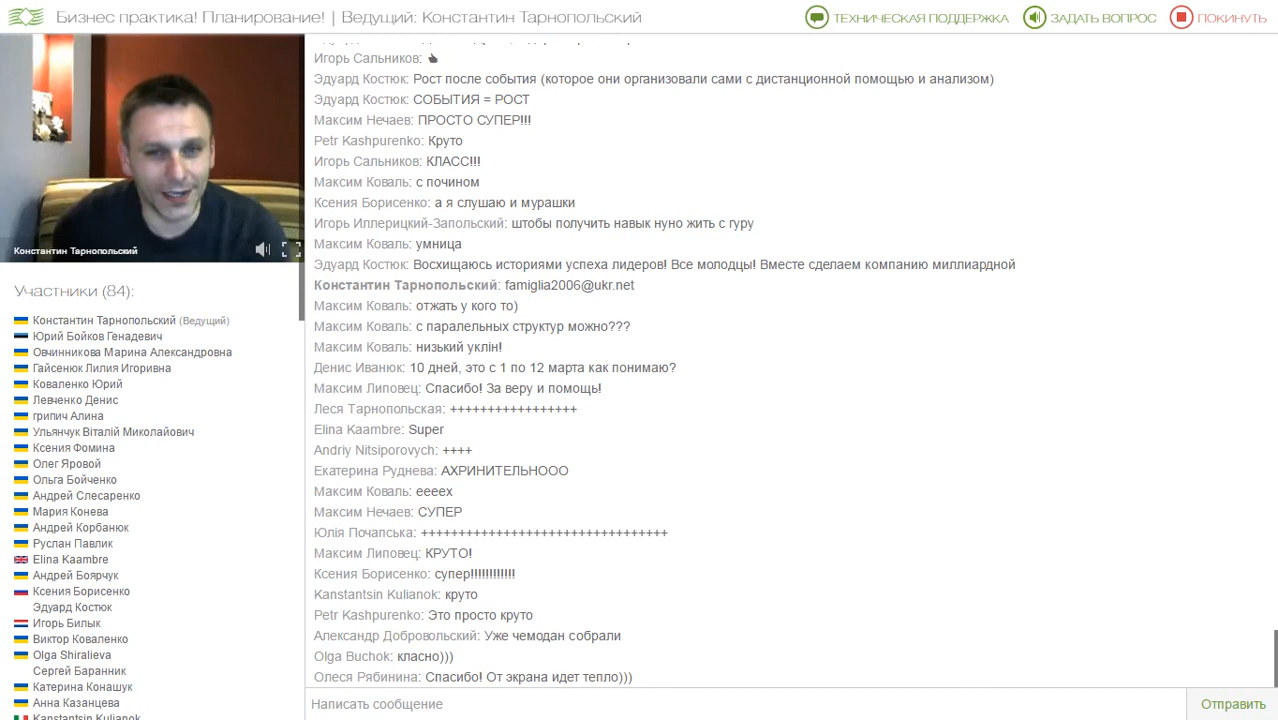 Бизнес практика! Планирование! | Ведущий: Константин Тарнопольский
ТЕХНИЧЕСКАЯ ПОДДЕРЖКА
ЗАДАТЬ ВОПРОС
ПОКИНУТЬ
Константин Тарнопольский
Участники (84):
Константин Тарнопольский (Ведущий)
Юрий Бойков Генадевич
Овчинникова Марина Александровна
Гайсенюк Лилия Игоривна
Коваленко Юрий
Левченко Денис
грипич Алина
Ульянчук Віталій Миколайович
Ксения Фомина
Олег Яровой
Ольга Бойченко
Андрей Слесаренко
Мария Конева
Андрей Корбанюк
Руслан Павлик
Elina Kaambre
Андрей Боярчук
Ксения Борисенко
Эдуард Костюк
Игорь Билык
Виктор Коваленко
Olga Shiralieva
Сергей Баранник
Катерина Конашук
Анна Казанцева
Kanstantsin Kulianok
Игорь Сальников:
Эдуард Костюк: Рост после события (которое они организовали сами с дистанционной помощью и анализом)
Эдуард Костюк: СОБЫТИЯ = РОСТ
Максим Нечаев: ПРОСТО СУПЕР!!!
Petr Kashpurenko: Круто
Игорь Сальников: КЛАСС!!!
Максим Коваль: с почином
Ксения Борисенко: а я слушаю и мурашки
Игорь Иллерицкий-Запольский: штобы получить навык нуно жить с гуру
Максим Коваль: умница
Эдуард Костюк: Восхищаюсь историями успеха лидеров! Все молодцы! Вместе сделаем компанию миллиардной
Константин Тарнопольский: famiglia2006@ukr.net
Максим Коваль: отжать у кого то)
Максим Коваль: с паралельных структур можно???
Максим Коваль: низький уклін!
Денис Иванюк: 10 дней, это с 1 по 12 марта как понимаю?
Максим Липовец: Спасибо! За веру и помощь!
Леся Тарнопольская: +++++++++++++++++
Elina Kaambre: Super
Andriy Nitsiporovych: ++++
Екатерина Руднева: АХРИНИТЕЛЬНООО
Максим Коваль: еееех
Максим Нечаев: СУПЕР
Юлія Почапська: +++++++++++++++++++++++++++++++++
Максим Липовец: КРУТО!
Ксения Борисенко: супер!!!!!!!!!!!!
Kanstantsin Kulianok: круто
Petr Kashpurenko: Это просто круто
Александр Добровольский: Уже чемодан собрали
Olga Buchok: класно)))
Олеся Рябинина: Спасибо! От экрана идет тепло)))
Написать сообщение
Отправить